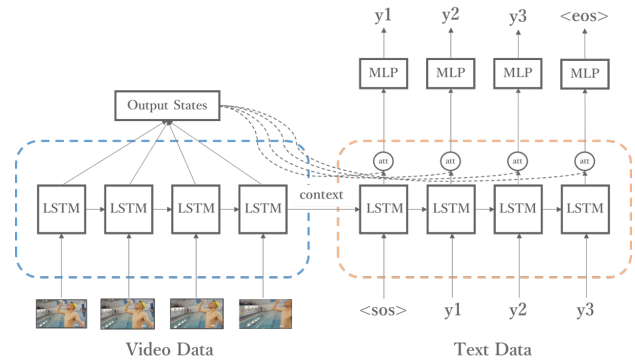 y1 y2 y3 <eos>
MLP MLP MLP MLP
Output States
att att att att
LSTM LSTM LSTM LSTM context LSTM LSTM LSTM LSTM
<sos> y1 y2 y3
Video Data Text Data